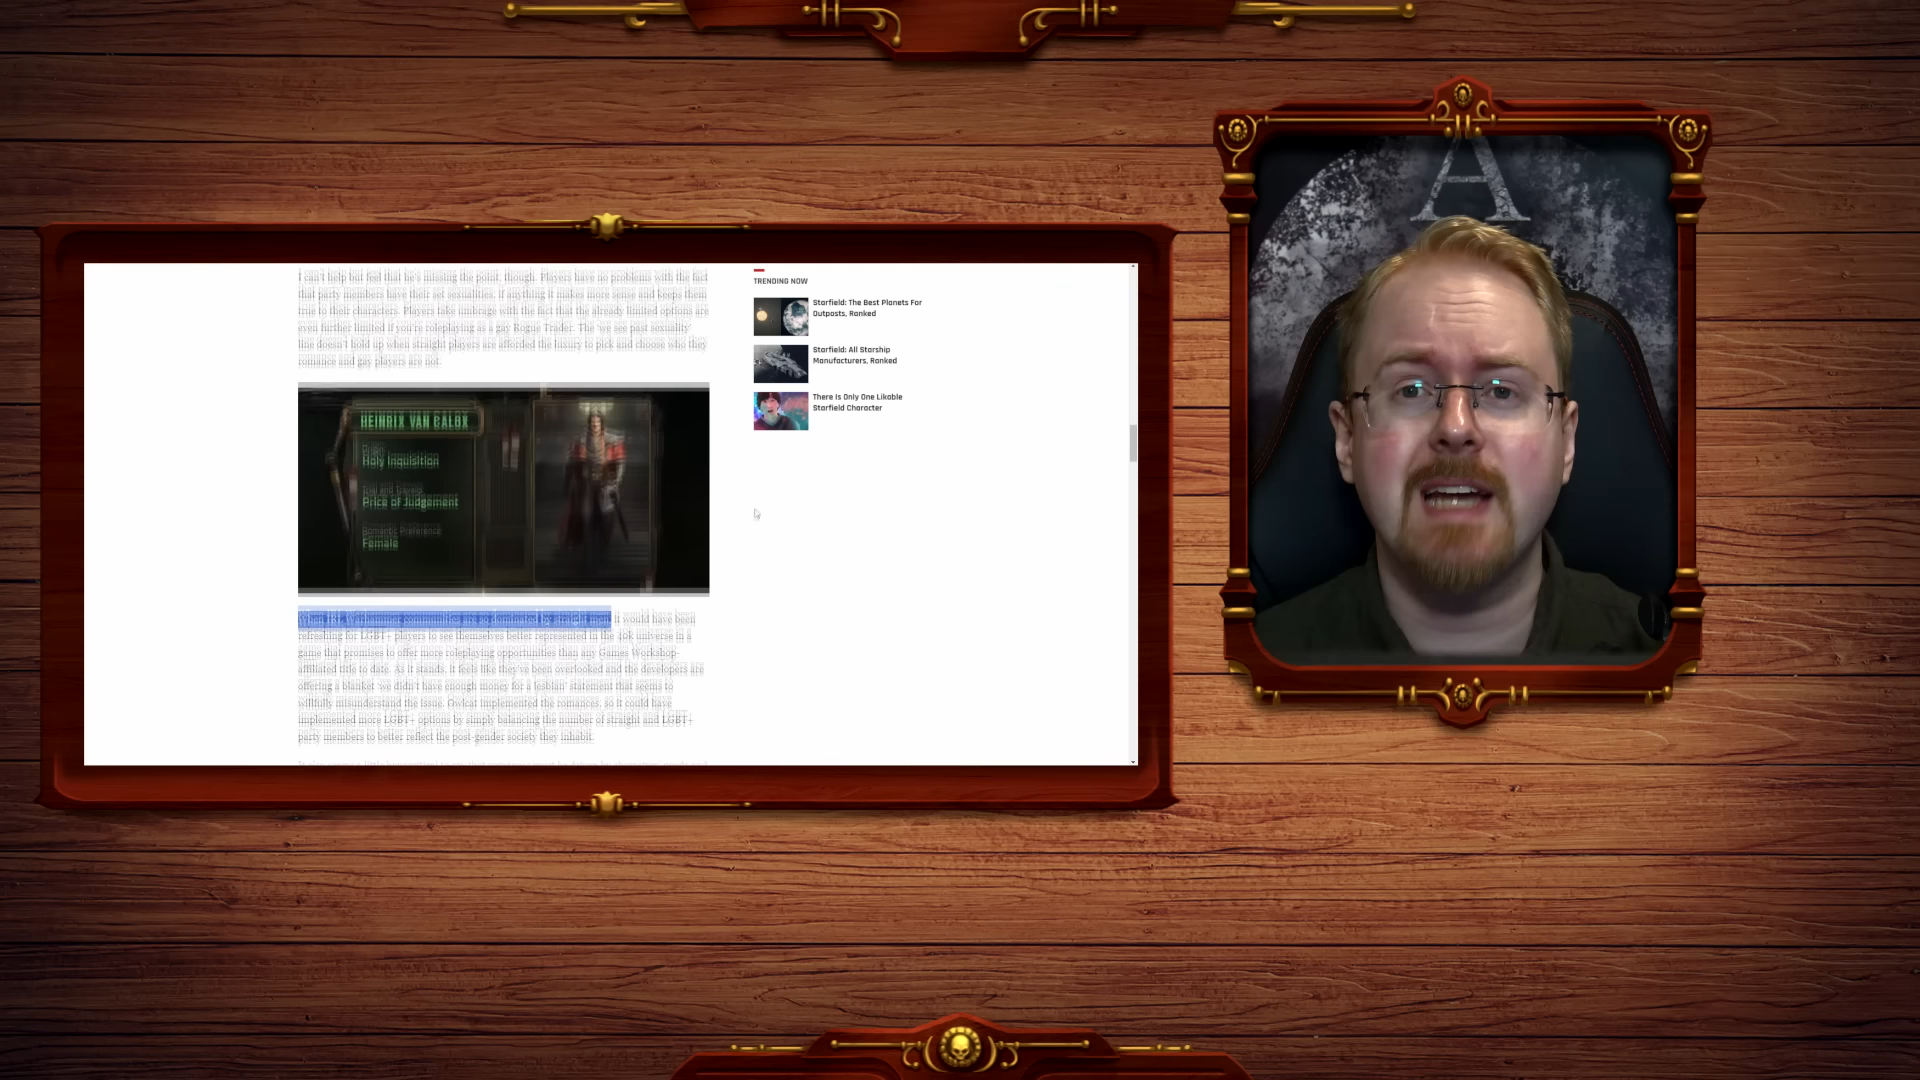 A
I can't help but feel that he's missing the point, though. Players have no problems with the fact
that party members have their set sexualities, if anything it makes more sense and keeps them
true to their characters. Players take umbrage with the fact that the already limited options are
even further limited if you're roleplaying as a gay Rogue Trader. The 'we see past sexuality'
line doesn't hold up when straight players are afforded the luxury to pick and choose who they
romance and gay players are not.
HEINRIX VAN CALOX
Origin
Holy Inquisition
Trial and Travels
Price of Judgement
Romantic Preference
Female
When IRL Warhammer communities are so dominated by straight men, it would have been
refreshing for LGBT+ players to see themselves better represented in the 40k universe in a
game that promises to offer more roleplaying opportunities than any Games Workshop-
affiliated title to date. As it stands, it feels like they've been overlooked and the developers are
offering a blanket 'we didn't have enough money for a lesbian' statement that seems to
willfully misunderstand the issue. Owlcat implemented the romances, so it could have
implemented more LGBT+ options by simply balancing the number of straight and LGBT+
party members to better reflect the post-gender society they inhabit.
TRENDING NOW
Starfield: The Best Planets For
Outposts, Ranked
Starfield: All Starship
Manufacturers, Ranked
There Is Only One Likable
Starfield Character